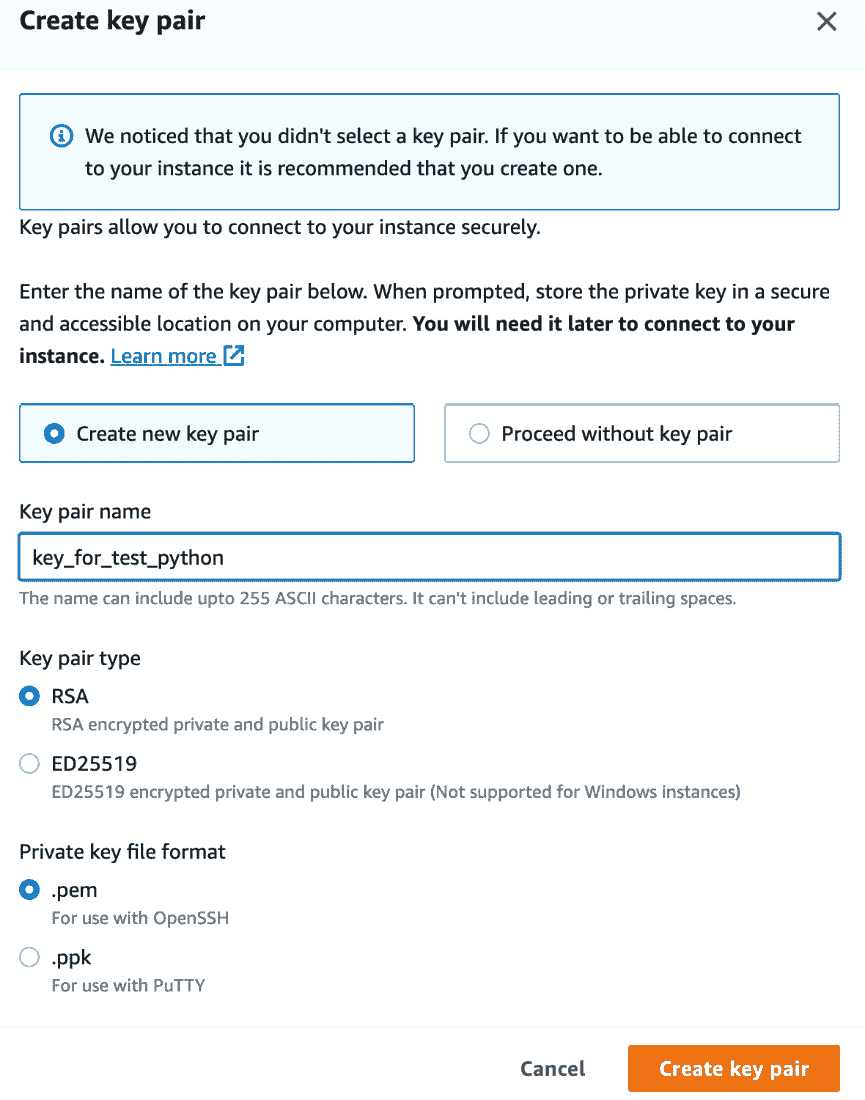 Create key pair
We noticed that you didn't select a key pair. If you want to be able to connect
to your instance it is recommended that you create one.
Key pairs allow you to connect to your instance securely.
Enter the name of the key pair below. When prompted, store the private key in a secure
and accessible location on your computer. You will need it later to connect to your
instance. Learn more
Create new key pair
Proceed without key pair
Key pair name
key_for_test_python
The name can include upto 255 ASCII characters. It can't include leading or trailing spaces.
Key pair type
RSA
RSA encrypted private and public key pair
ED25519
ED25519 encrypted private and public key pair (Not supported for Windows instances)
Private key file format
.pem
For use with OpenSSH
.ppk
For use with PuTTY
Cancel
Create key pair